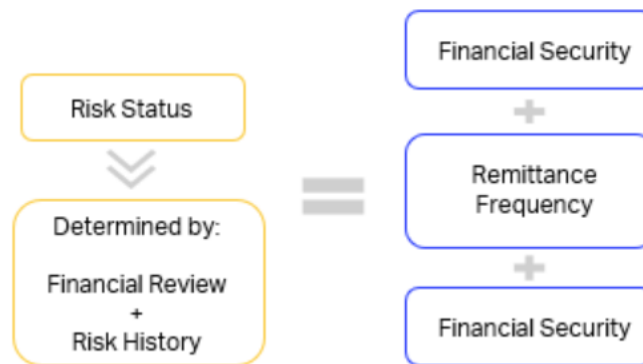 Risk Status
Determined by:
Financial Review
+
Risk History
Financial Security
Remittance
Frequency
Financial Security